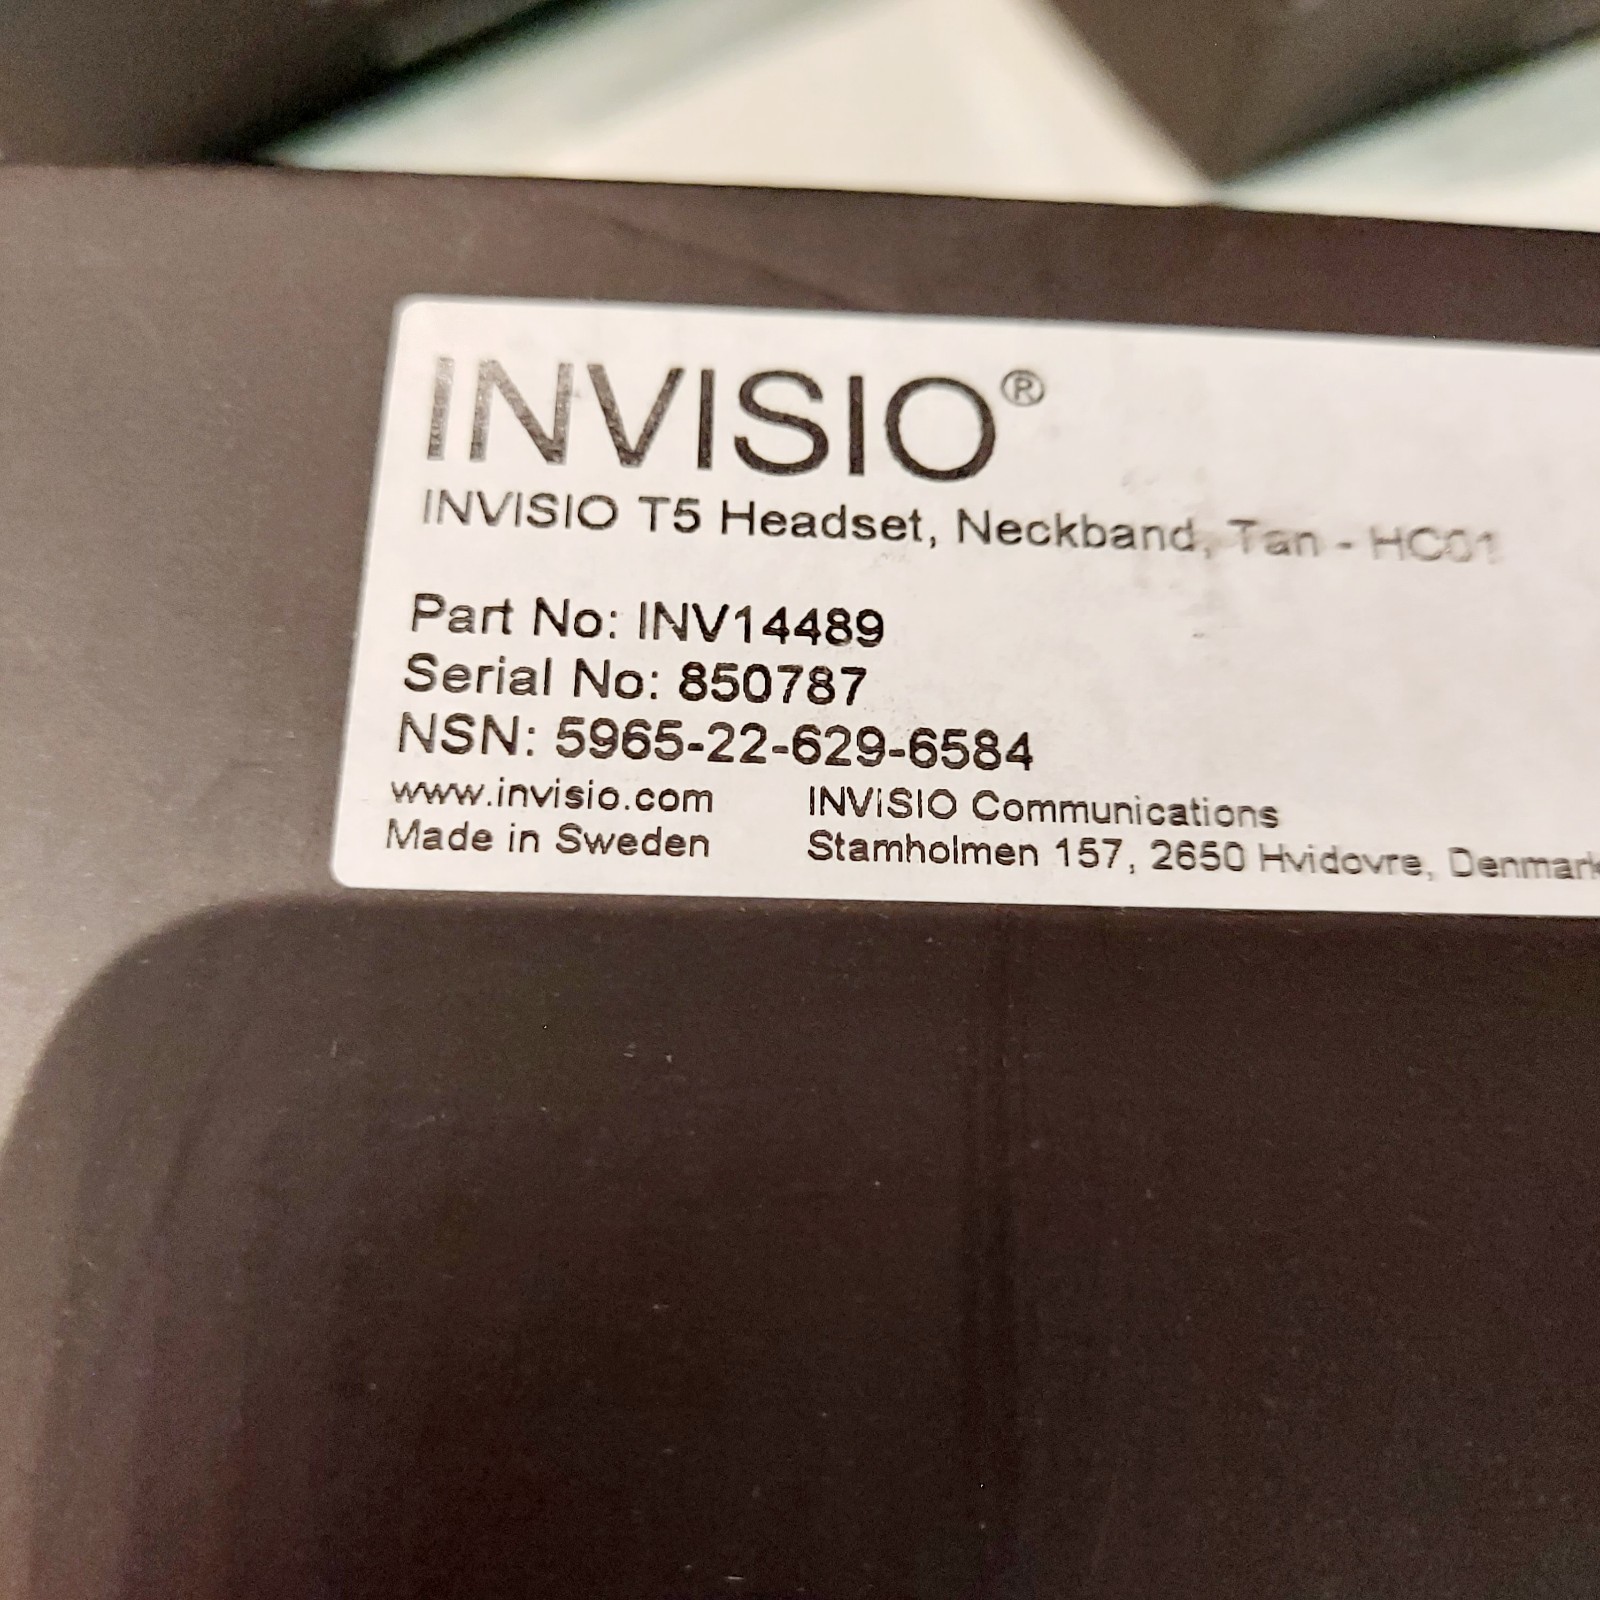 INVISIO®
INVISIO T5 Headset, Neckband, Tan - HC01
Part No: INV14489
Serial No: 850787
NSN: 5965-22-629-6584
www.invisio.com
Made in Sweden
INVISIO Communications
Stamholmen 157, 2650 Hvidovre, Denmark